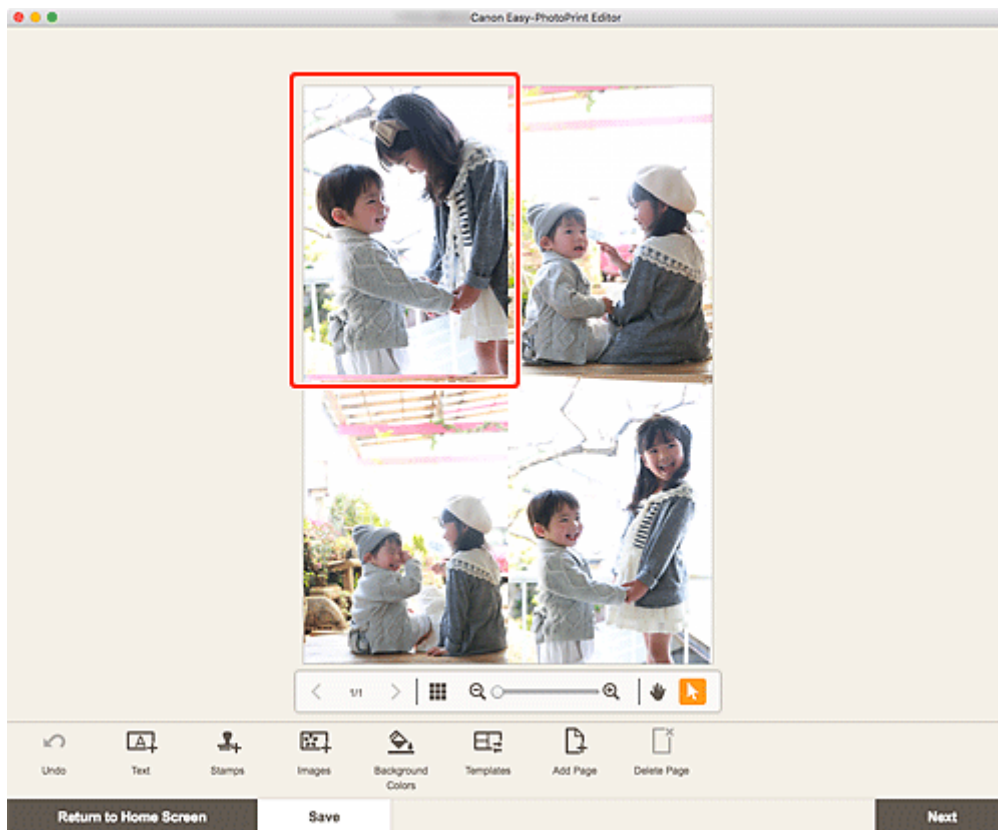 Canon Easy-PhotoPrint Editor
1/1
Undo
Text
Stamps
Images
Background
Colors
Templates
Add Page
Delete Page
Return to Home Screen
Save
Next